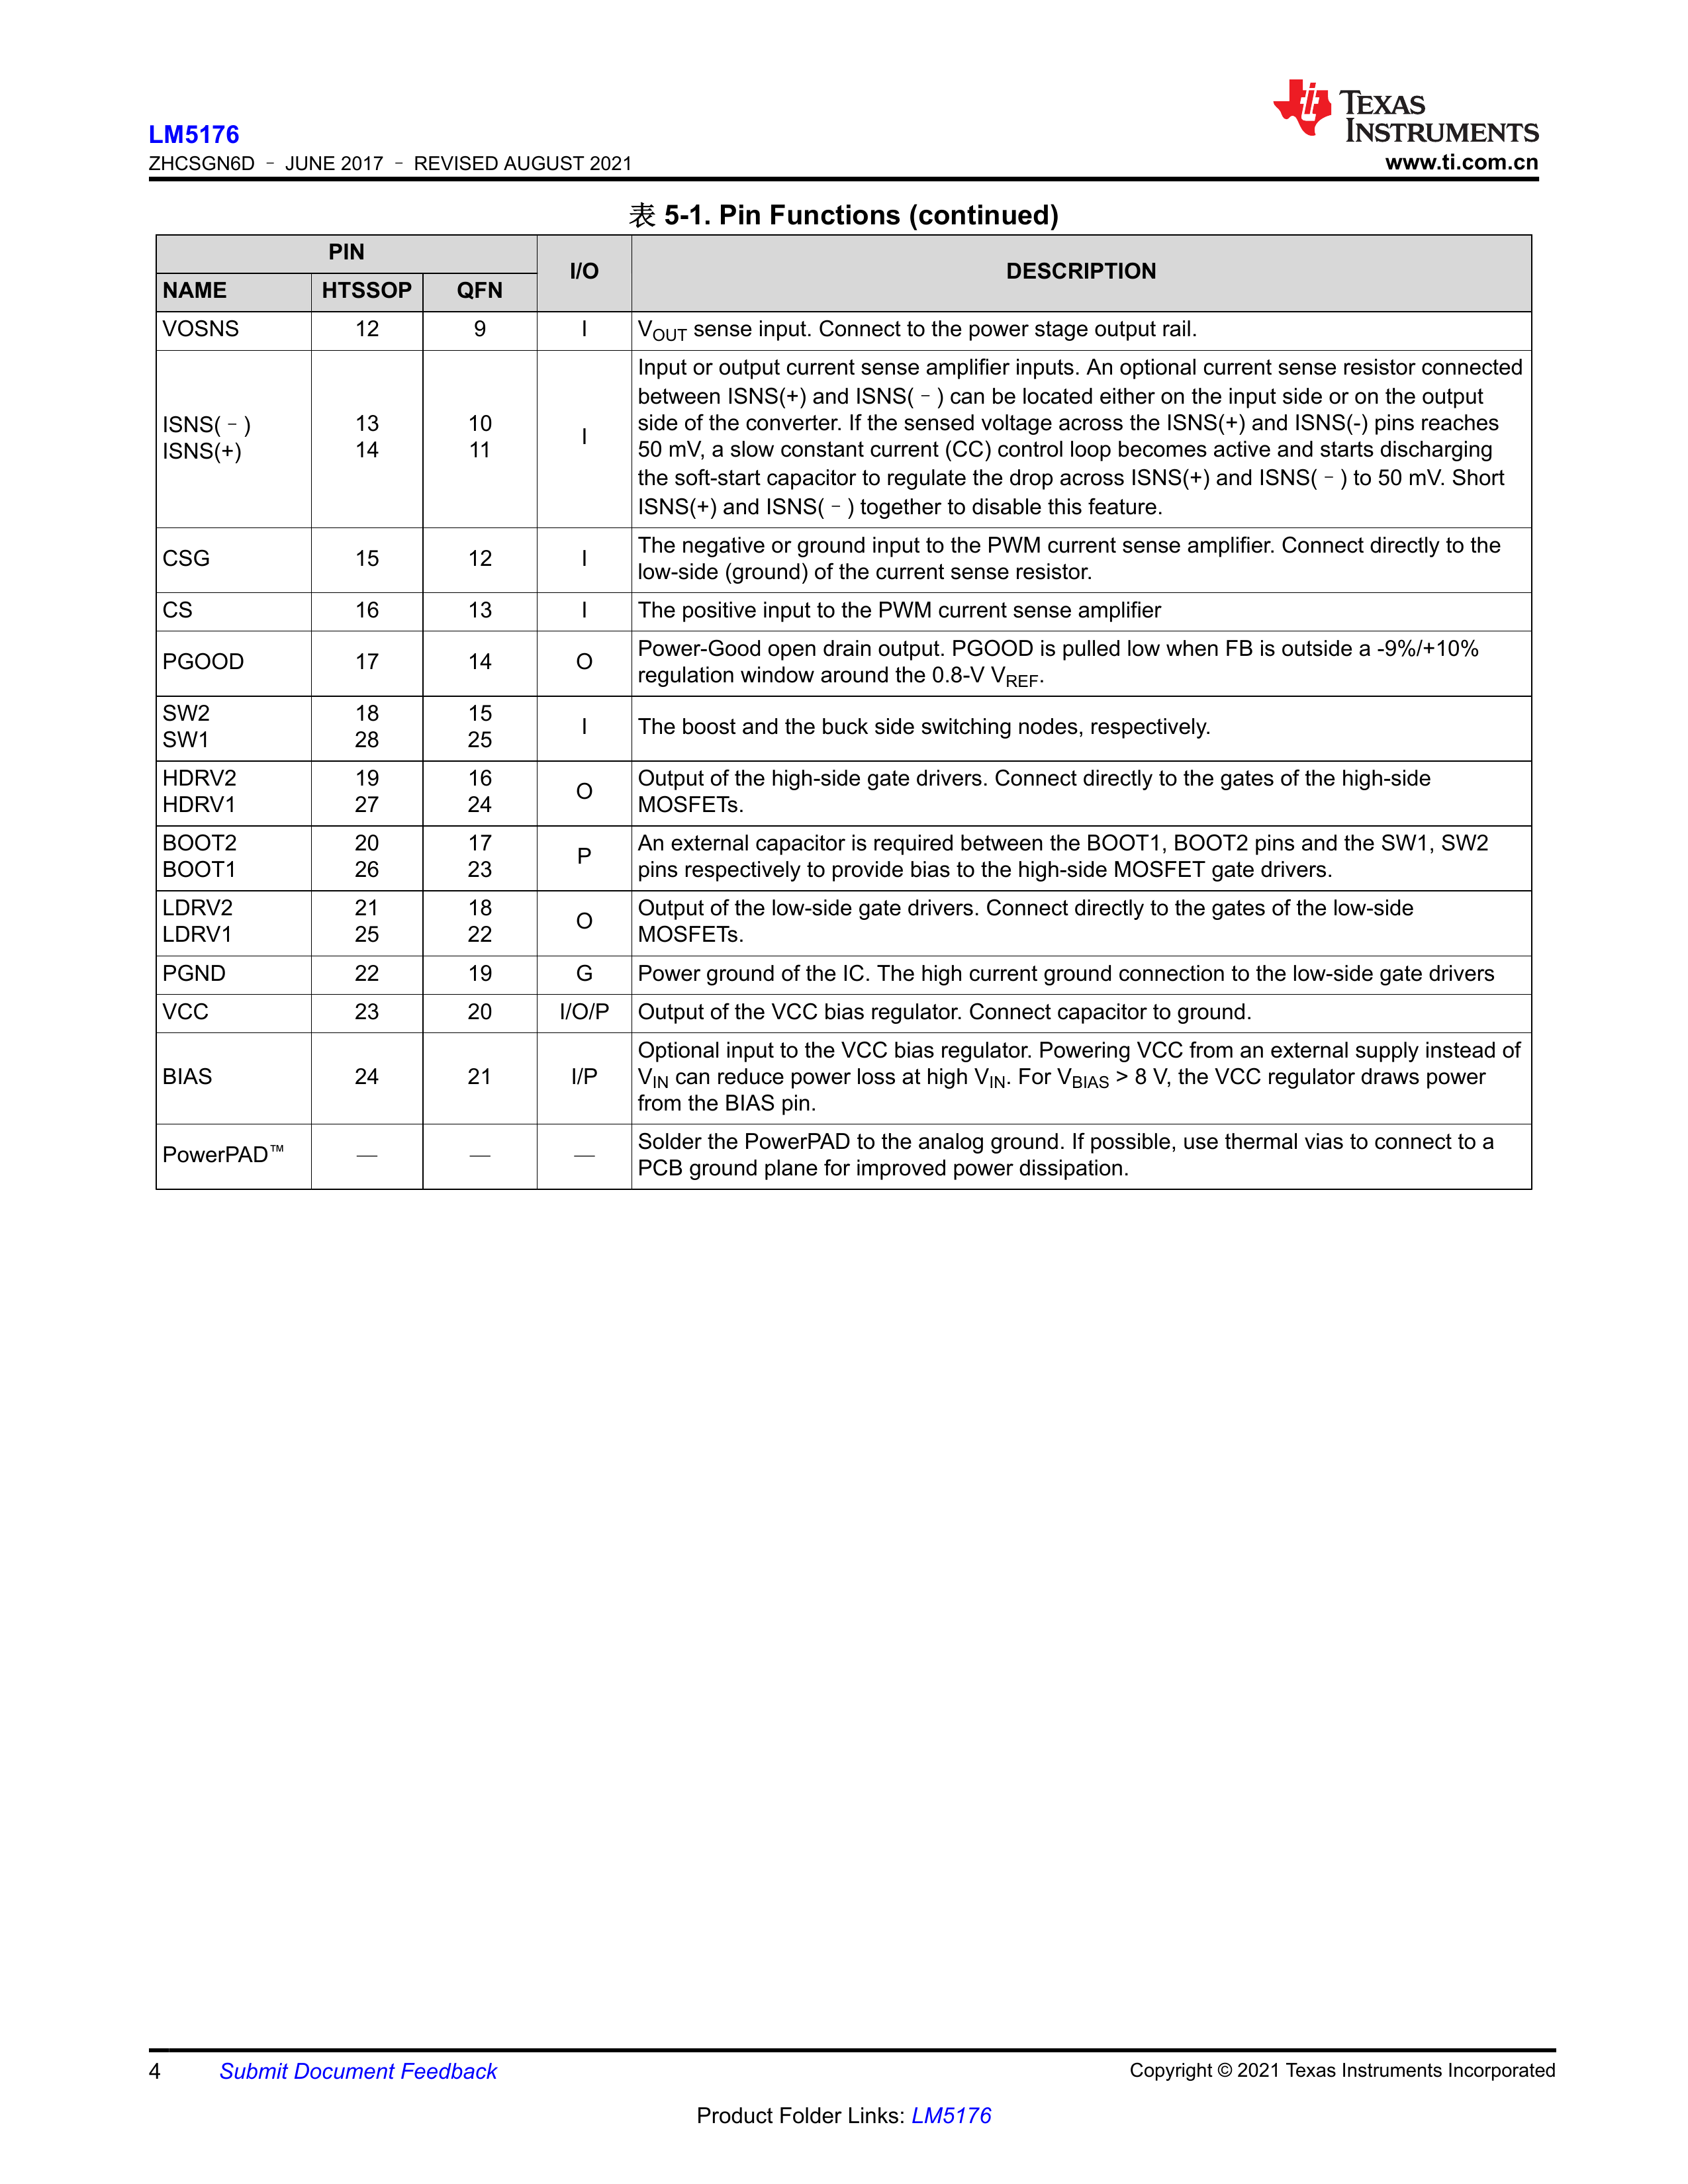 TEXAS
INSTRUMENTS
LM5176
ZHCSGN6D – JUNE 2017 – REVISED AUGUST 2021
www.ti.com.cn
表 5-1. Pin Functions (continued)
PIN
I/O
DESCRIPTION
NAME
HTSSOP
QFN
VOSNS
12
9
I
VOUT sense input. Connect to the power stage output rail.
ISNS(–)
ISNS(+)
13
14
10
11
I
Input or output current sense amplifier inputs. An optional current sense resistor connected
between ISNS(+) and ISNS(–) can be located either on the input side or on the output
side of the converter. If the sensed voltage across the ISNS(+) and ISNS(-) pins reaches
50 mV, a slow constant current (CC) control loop becomes active and starts discharging
the soft-start capacitor to regulate the drop across ISNS(+) and ISNS(–) to 50 mV. Short
ISNS(+) and ISNS(–) together to disable this feature.
CSG
15
12
I
The negative or ground input to the PWM current sense amplifier. Connect directly to the
low-side (ground) of the current sense resistor.
CS
16
13
I
The positive input to the PWM current sense amplifier
PGOOD
17
14
O
Power-Good open drain output. PGOOD is pulled low when FB is outside a -9%/+10%
regulation window around the 0.8-V VREF.
SW2
SW1
18
28
15
25
I
The boost and the buck side switching nodes, respectively.
HDRV2
HDRV1
19
27
16
24
O
Output of the high-side gate drivers. Connect directly to the gates of the high-side
MOSFETs.
BOOT2
BOOT1
20
26
17
23
P
An external capacitor is required between the BOOT1, BOOT2 pins and the SW1, SW2
pins respectively to provide bias to the high-side MOSFET gate drivers.
LDRV2
LDRV1
21
25
18
22
O
Output of the low-side gate drivers. Connect directly to the gates of the low-side
MOSFETs.
PGND
22
19
G
Power ground of the IC. The high current ground connection to the low-side gate drivers
VCC
23
20
I/O/P
Output of the VCC bias regulator. Connect capacitor to ground.
BIAS
24
21
I/P
Optional input to the VCC bias regulator. Powering VCC from an external supply instead of
VIN can reduce power loss at high VIN. For VBIAS > 8 V, the VCC regulator draws power
from the BIAS pin.
PowerPAD™
—
—
—
Solder the PowerPAD to the analog ground. If possible, use thermal vias to connect to a
PCB ground plane for improved power dissipation.
4
Submit Document Feedback
Copyright © 2021 Texas Instruments Incorporated
Product Folder Links: LM5176